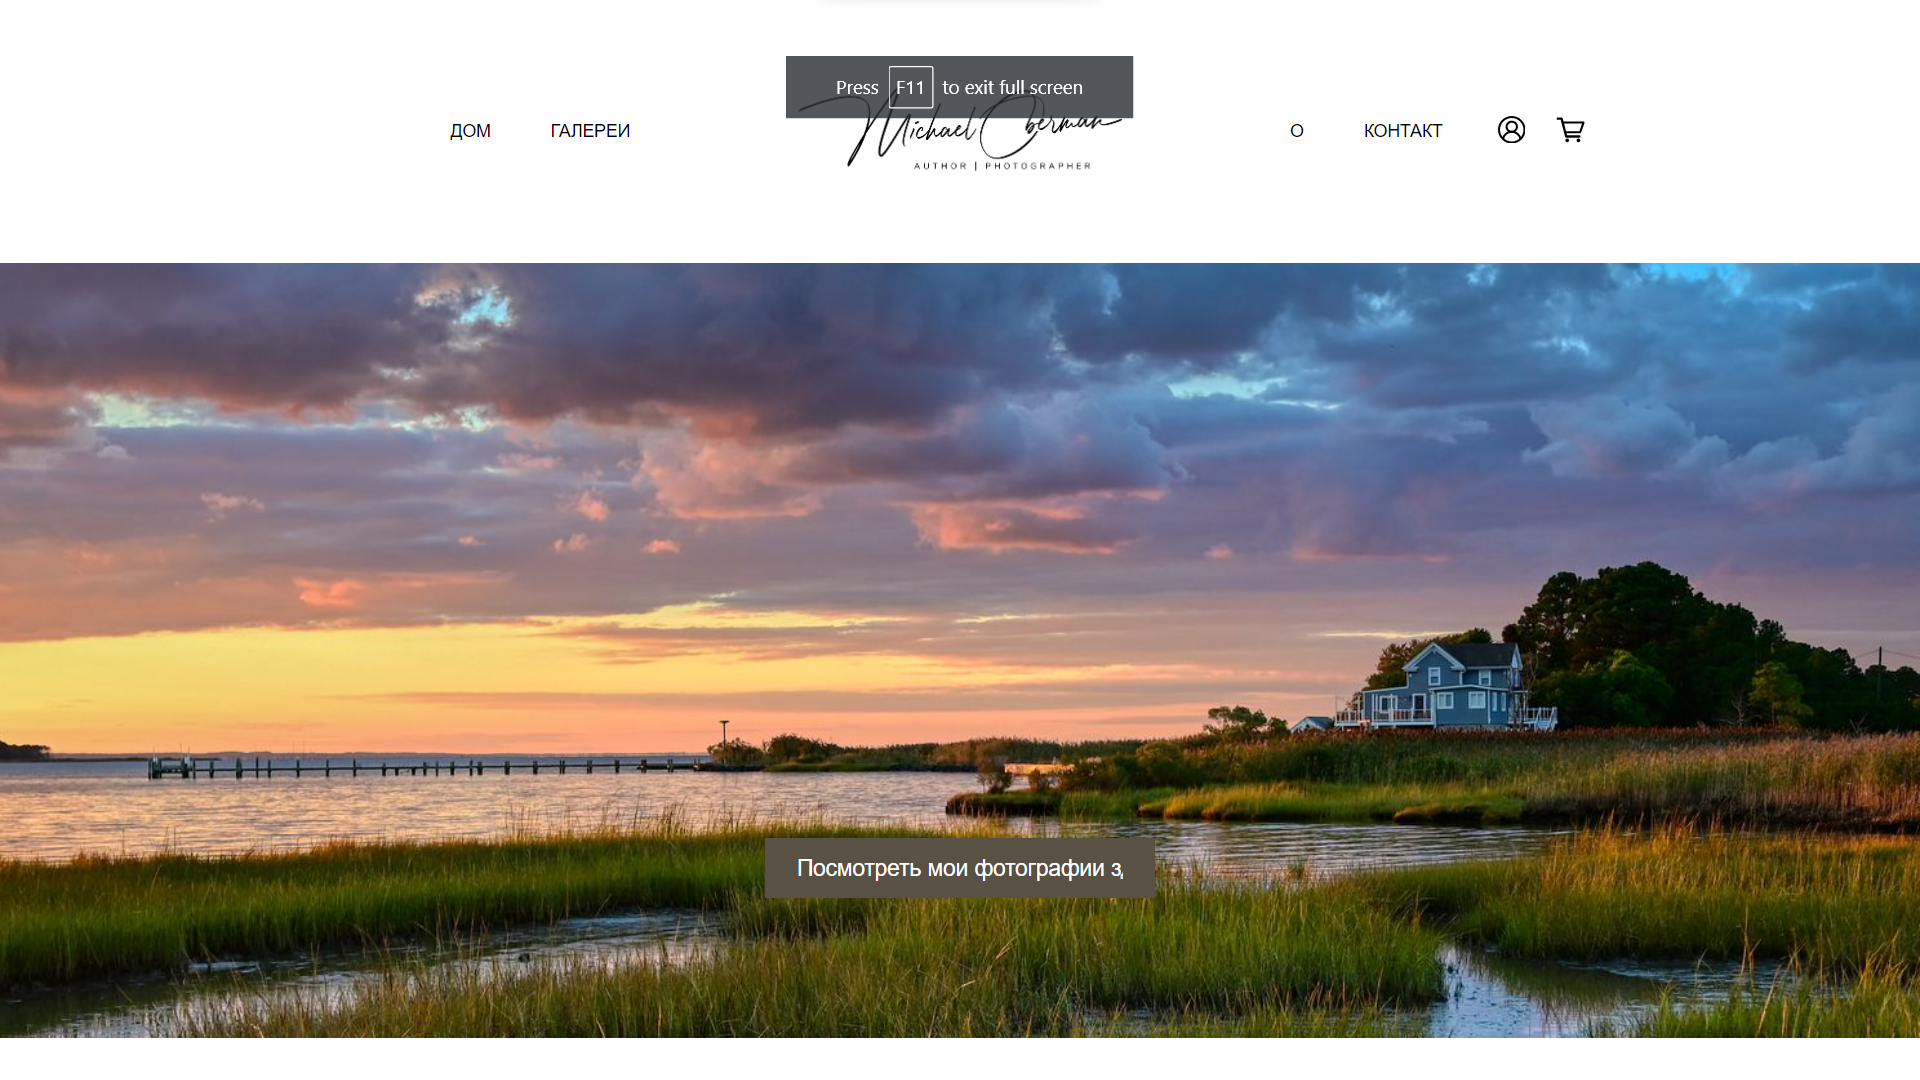 Press F11 to exit full screen
ДОМ
ГАЛЕРЕИ
Michael Oberman
AUTHOR | PHOTOGRAPHER
О
КОНТАКТ
Посмотреть мои фотографии